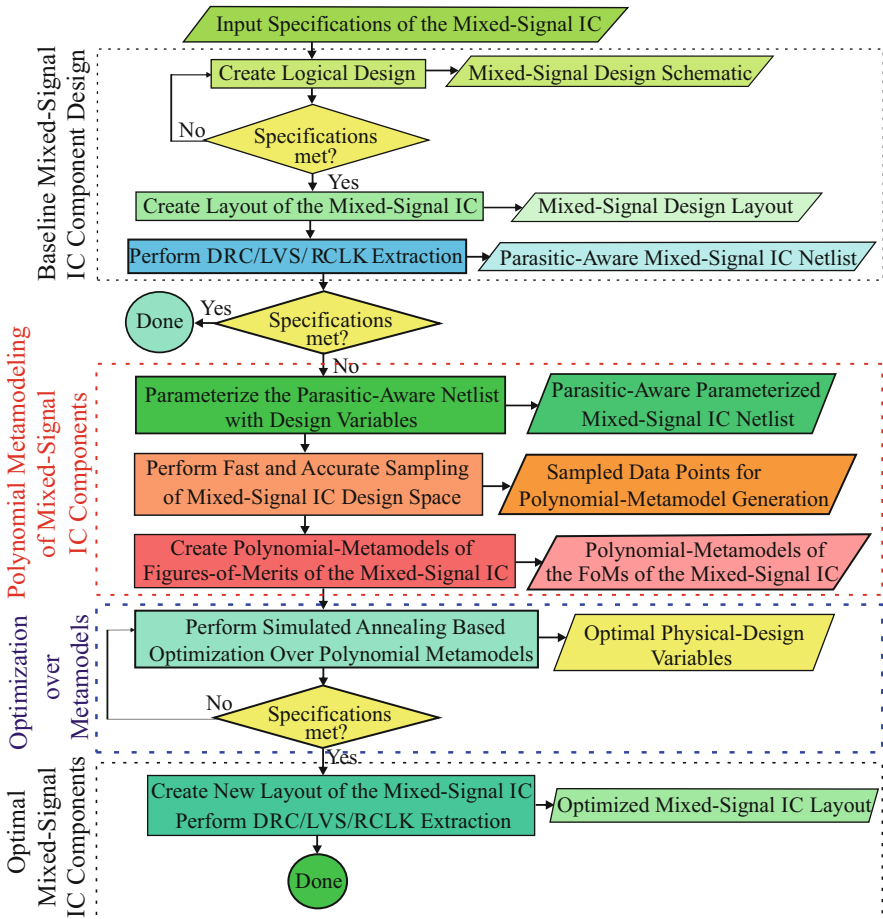 Input Specifications of the Mixed-Signal IC
Baseline Mixed-Signal
IC Component Design
Create Logical Design
Mixed-Signal Design Schematic
No
Specifications
met?
Yes
Create Layout of the Mixed-Signal IC
Mixed-Signal Design Layout
Perform DRC/LVS/ RCLK Extraction
Parasitic-Aware Mixed-Signal IC Netlist
Done
Yes
Specifications
met?
No
Polynomial Metamodeling
of Mixed-Signal
IC Components
Parameterize the Parasitic-Aware Netlist
with Design Variables
Parasitic-Aware Parameterized
Mixed-Signal IC Netlist
Perform Fast and Accurate Sampling
of Mixed-Signal IC Design Space
Sampled Data Points for
Polynomial-Metamodel Generation
Create Polynomial-Metamodels of
Figures-of-Merits of the Mixed-Signal IC
Polynomial-Metamodels of
the FoMs of the Mixed-Signal IC
Optimization
over
Metamodels
Perform Simulated Annealing Based
Optimization Over Polynomial Metamodels
Optimal Physical-Design
Variables
No
Specifications
met?
Yes
Optimal
Mixed-Signal
IC Components
Create New Layout of the Mixed-Signal IC
Perform DRC/LVS/RCLK Extraction
Optimized Mixed-Signal IC Layout
Done